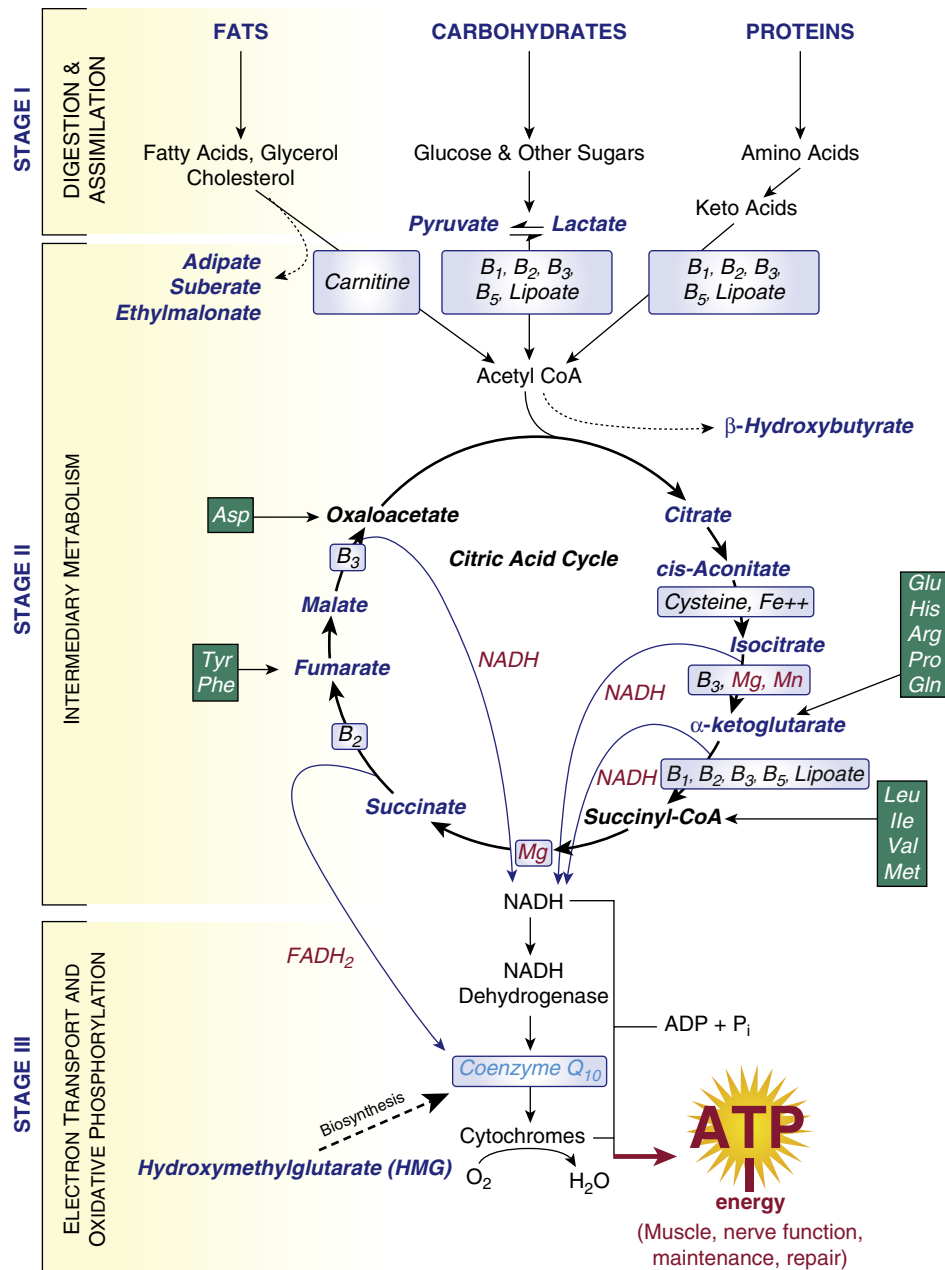 STAGE I
DIGESTION &
ASSIMILATION
FATS
CARBOHYDRATES
PROTEINS
Fatty Acids, Glycerol
Cholesterol
Glucose & Other Sugars
Amino Acids
Pyruvate
Lactate
Keto Acids
STAGE II
INTERMEDIARY METABOLISM
Adipate
Suberate
Ethylmalonate
Carnitine
B1, B2, B3,
B5, Lipoate
B1, B2, B3,
B5, Lipoate
Acetyl CoA
β-Hydroxybutyrate
Asp
Oxaloacetate
Citrate
B3
Citric Acid Cycle
cis-Aconitate
Cysteine, Fe++
Glu
His
Arg
Pro
Gln
Malate
Isocitrate
Tyr
Phe
Fumarate
NADH
NADH
B3, Mg, Mn
α-ketoglutarate
B2
NADH
B1, B2, B3, B5, Lipoate
Succinate
Succinyl-CoA
Leu
Ile
Val
Met
Mg
STAGE III
ELECTRON TRANSPORT AND
OXIDATIVE PHOSPHORYLATION
NADH
FADH2
NADH
Dehydrogenase
ADP + Pi
Coenzyme Q10
Biosynthesis
Cytochromes
Hydroxymethylglutarate (HMG)
O2
H2O
ATP
energy
(Muscle, nerve function,
maintenance, repair)